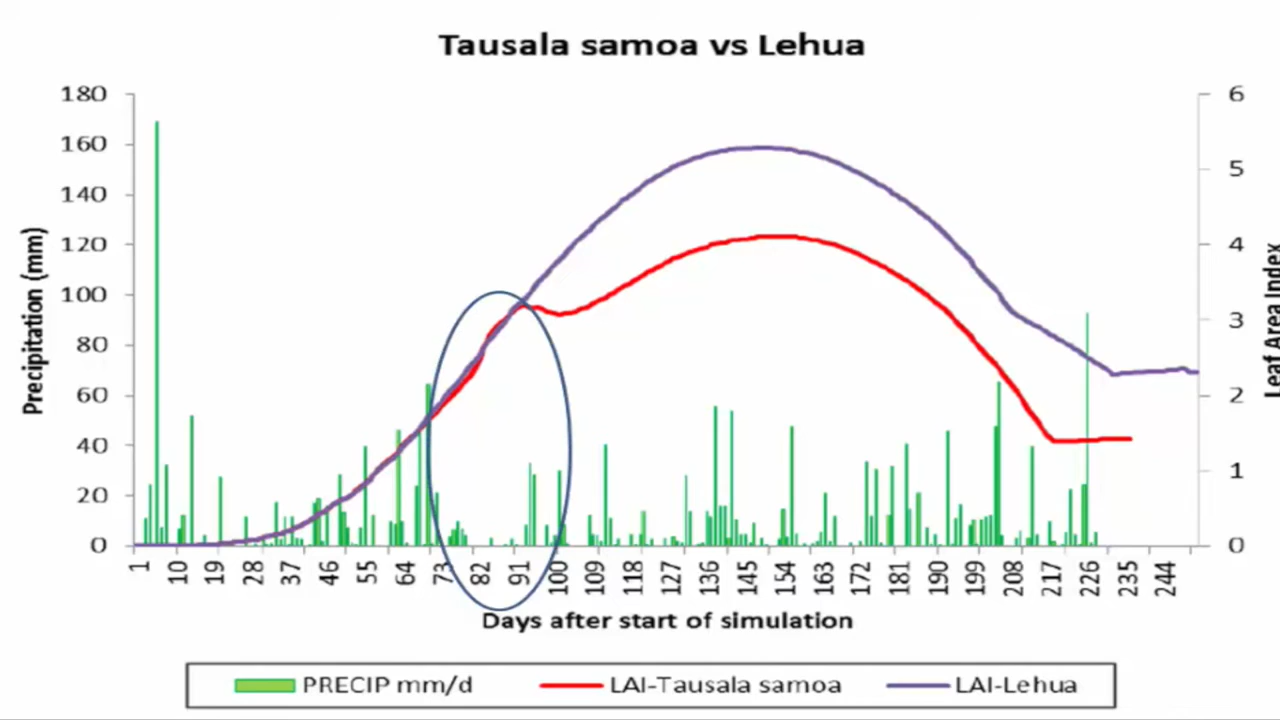 Tausala samoa vs Lehua
180
160
140
120
100
80
60
40
20
0
Precipitation (mm)
6
5
4
3
2
1
0
Leaf Area Index
1 10 19 28 37 46 55 64 73 82 91 100 109 118 127 136 145 154 163 172 181 190 199 208 217 226 235 244
Days after start of simulation
PRECIP mm/d LAI-Tausala samoa LAI-Lehua